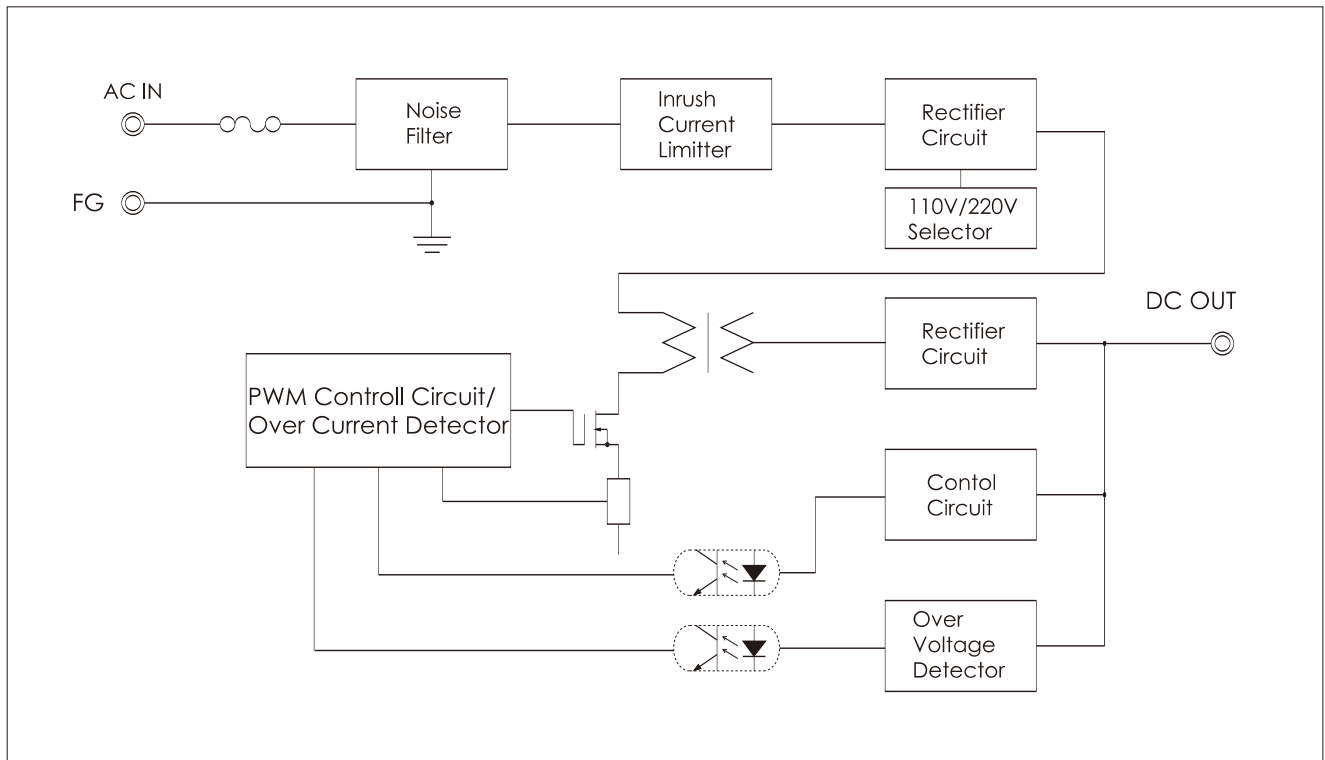 AC IN
Noise
Filter
Inrush
Current
Limitter
Rectifier
Circuit
FG
110V/220V
Selector
DC OUT
Rectifier
Circuit
PWM Controll Circuit/
Over Current Detector
Contol
Circuit
Over
Voltage
Detector